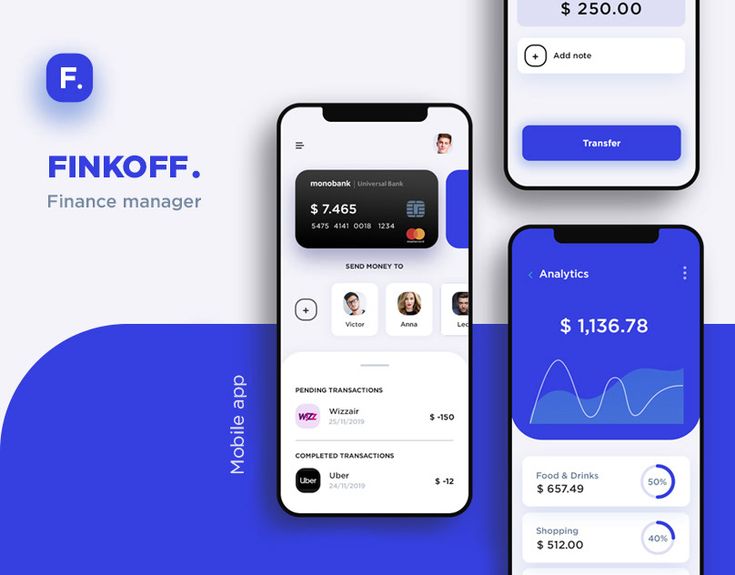 F.
FINKOFF.
Finance manager
Mobile app
monobank | Universal Bank
$ 7.465
5475 4141 0018 1234
mastercard
SEND MONEY TO
+
Victor
Anna
Leo
PENDING TRANSACTIONS
W!ZZ
Wizzair
25/11/2019
$ -150
COMPLETED TRANSACTIONS
Uber
Uber
24/11/2019
$ -12
$ 250.00
+
Add note
Transfer
Analytics
$ 1,136.78
Food & Drinks
$ 657.49
50%
Shopping
$ 512.00
40%